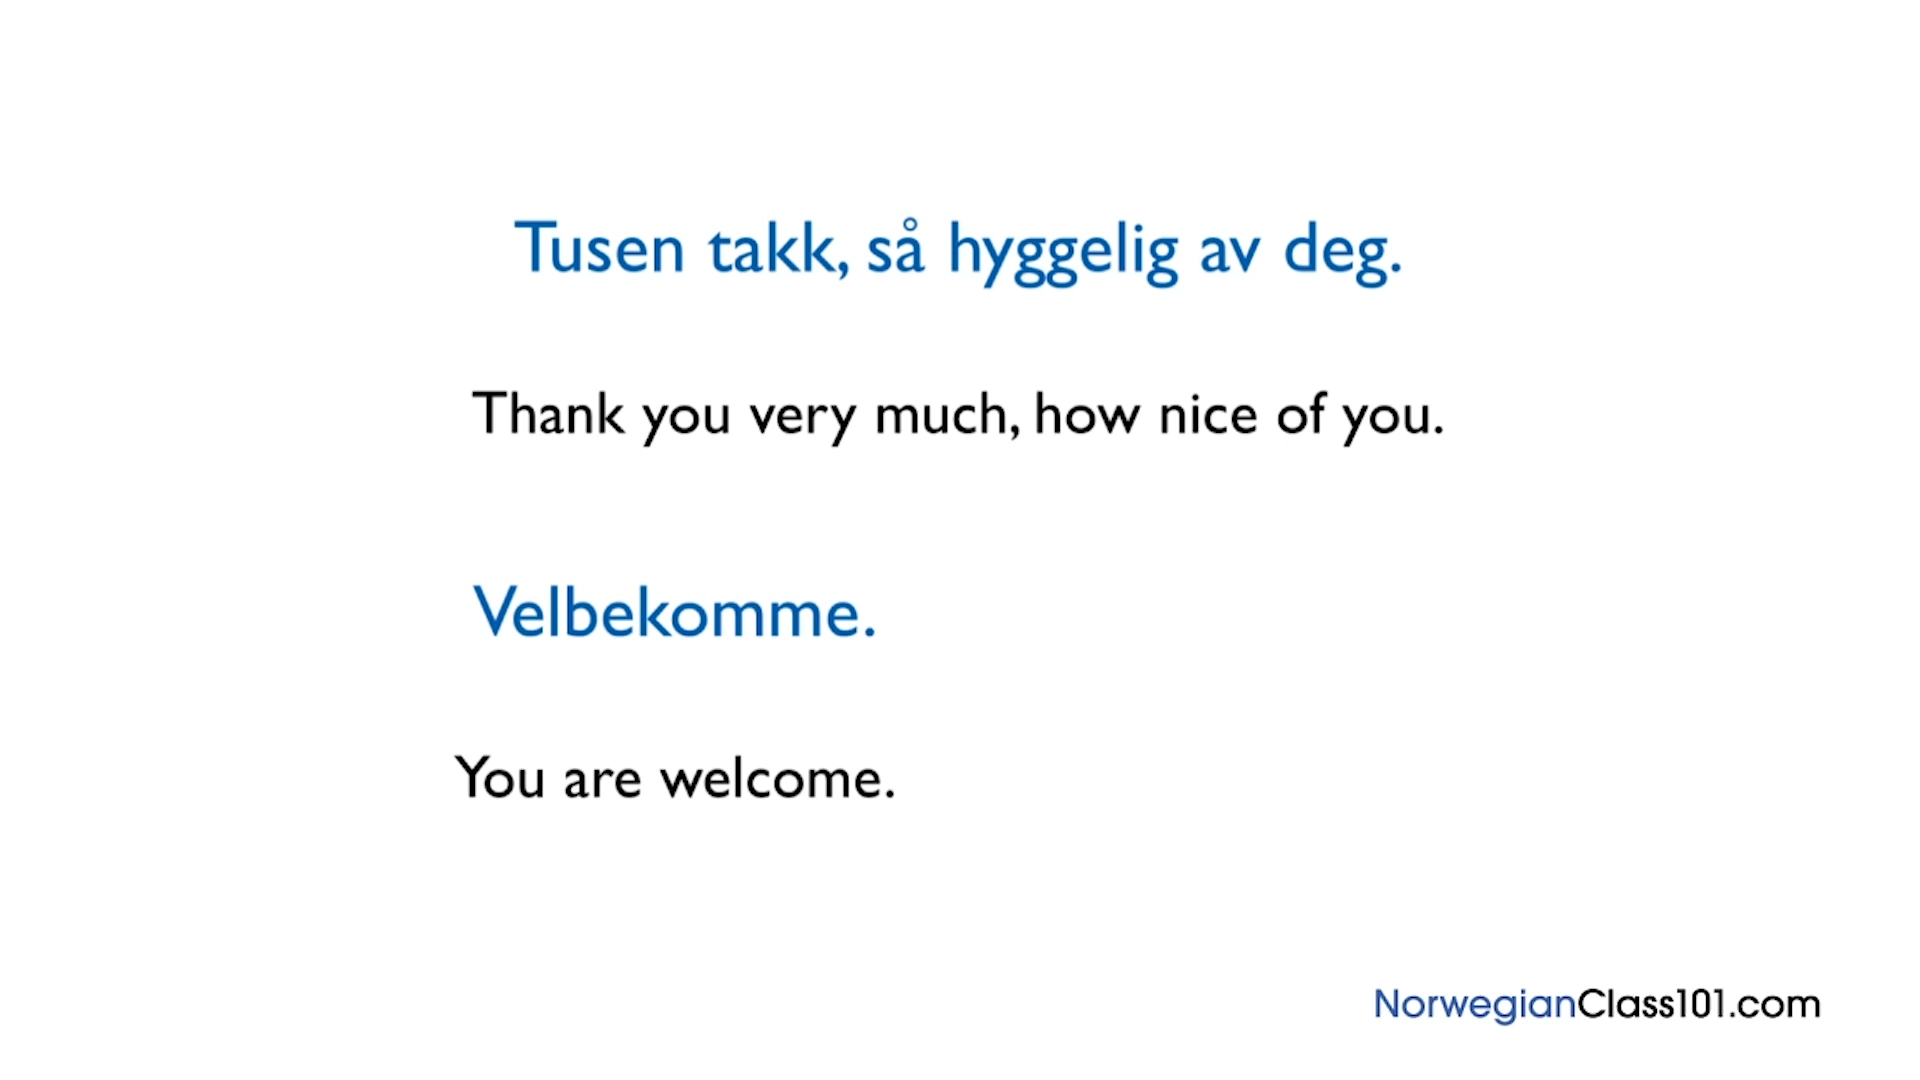 Tusen takk, så hyggelig av deg.
Thank you very much, how nice of you.
Velbekomme.
You are welcome.
NorwegianClass101.com